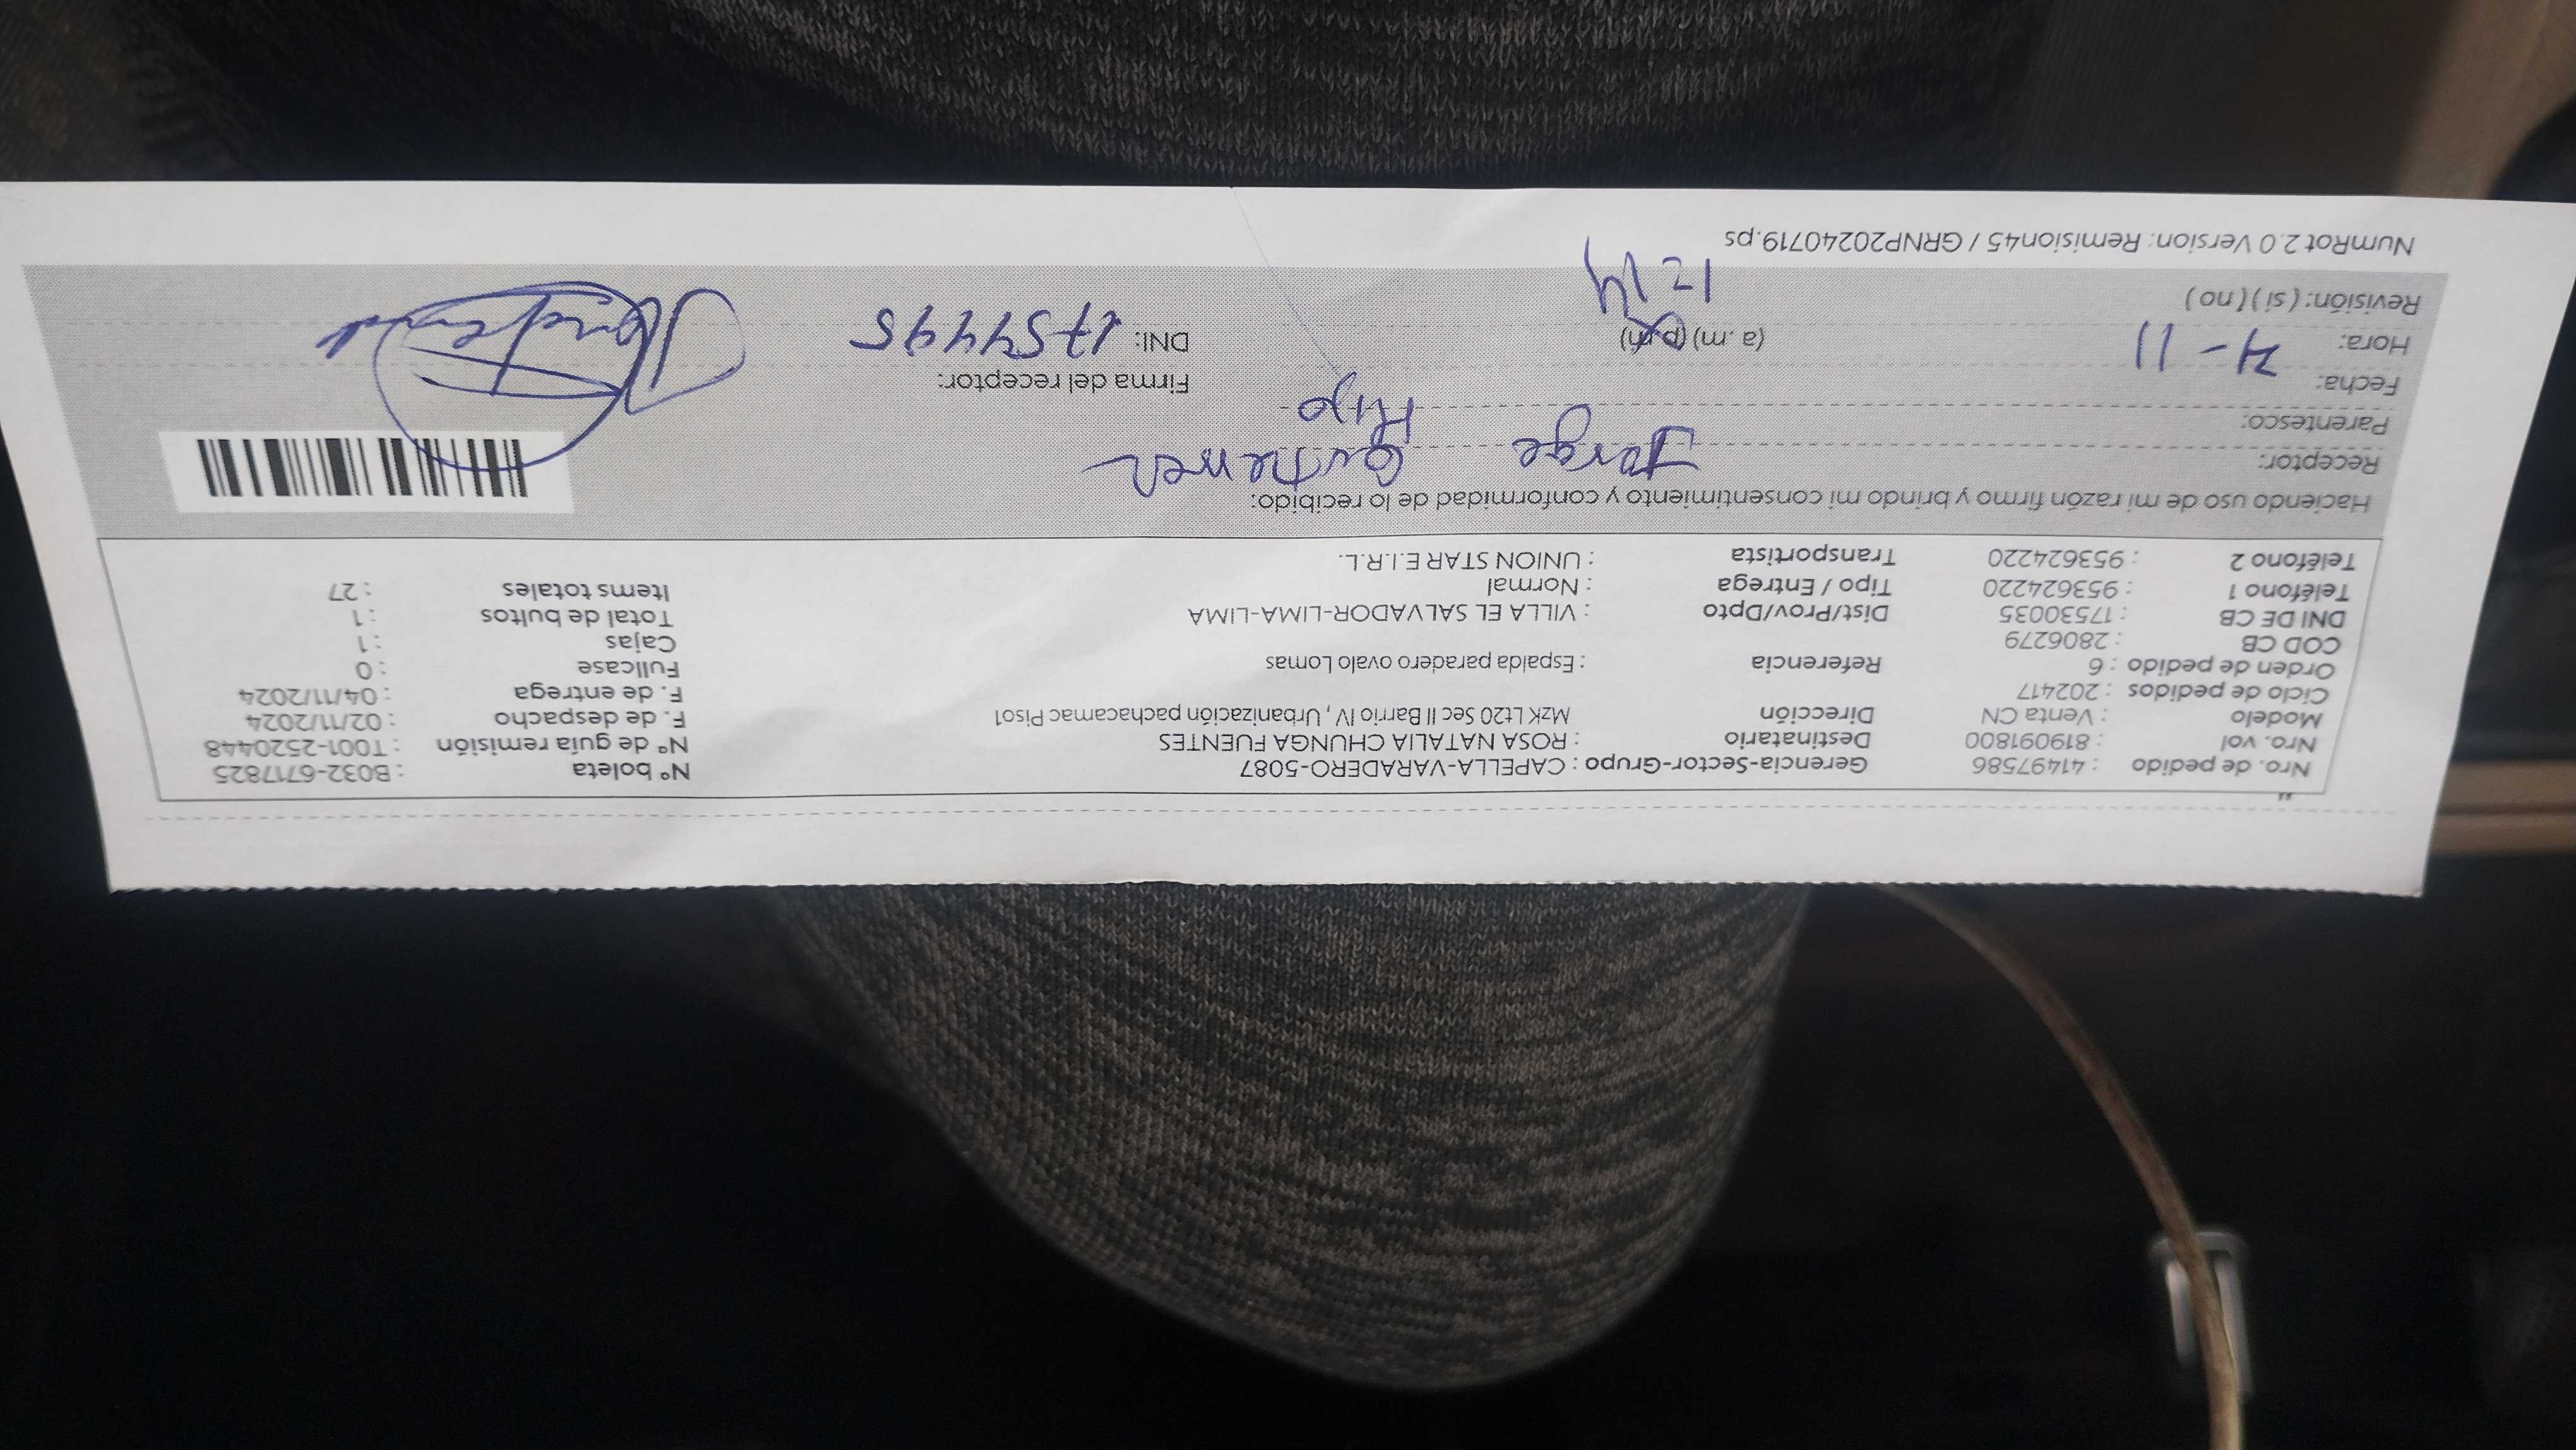 Nro. de pedido : 41497586 Gerencia-Sector-Grupo : CAPELLA-VARADERO-5087 Nº boleta : B032-6717825
Nro. vol : 819091800 Destinatario : ROSA NATALIA CHUNGA FUENTES Nº de guía remisión : T001-2520448
Modelo : Venta CN Dirección MzK Lt20 Sec II Barrio IV , Urbanización pachacamac Piso1 F. de despacho : 02/11/2024
Ciclo de pedidos : 202417 F. de entrega : 04/11/2024
Orden de pedido : 6 Referencia : Espalda paradero ovalo Lomas Fullcase : 0
COD CB : 2806279 Cajas : 1
DNI DE CB : 17530035 Dist/Prov/Dpto : VILLA EL SALVADOR-LIMA-LIMA Total de bultos : 1
Teléfono 1 : 953624220 Tipo / Entrega : Normal Items totales : 27
Teléfono 2 : 953624220 Transportista : UNION STAR E.I.R.L.
Haciendo uso de mi razón firmo y brindo mi consentimiento y conformidad de lo recibido:
Receptor: Jorge Gutierrez
Parentesco: Hijo
Fecha: 4-11 Firma del receptor:
Hora: (a.m) (p.m) DNI: 1754495
Revisión: ( si ) ( no ) 12 14
NumRot 2.0 Version: Remision45 / GRNP20240719.ps